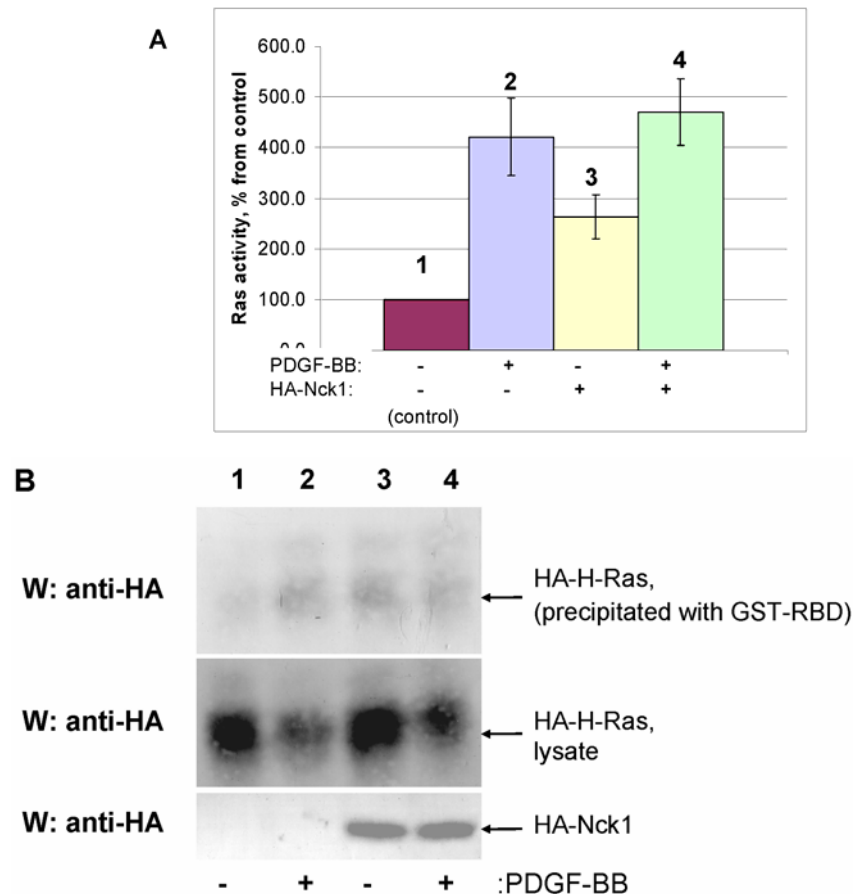 A
600.0
500.0
400.0
300.0
200.0
100.0
Ras activity, % from control
1
2
3
4
PDGF-BB: - + - +
HA-Nck1: - - + +
(control)
B
1 2 3 4
W: anti-HA
HA-H-Ras,
(precipitated with GST-RBD)
W: anti-HA
HA-H-Ras,
lysate
W: anti-HA
HA-Nck1
- + - + :PDGF-BB